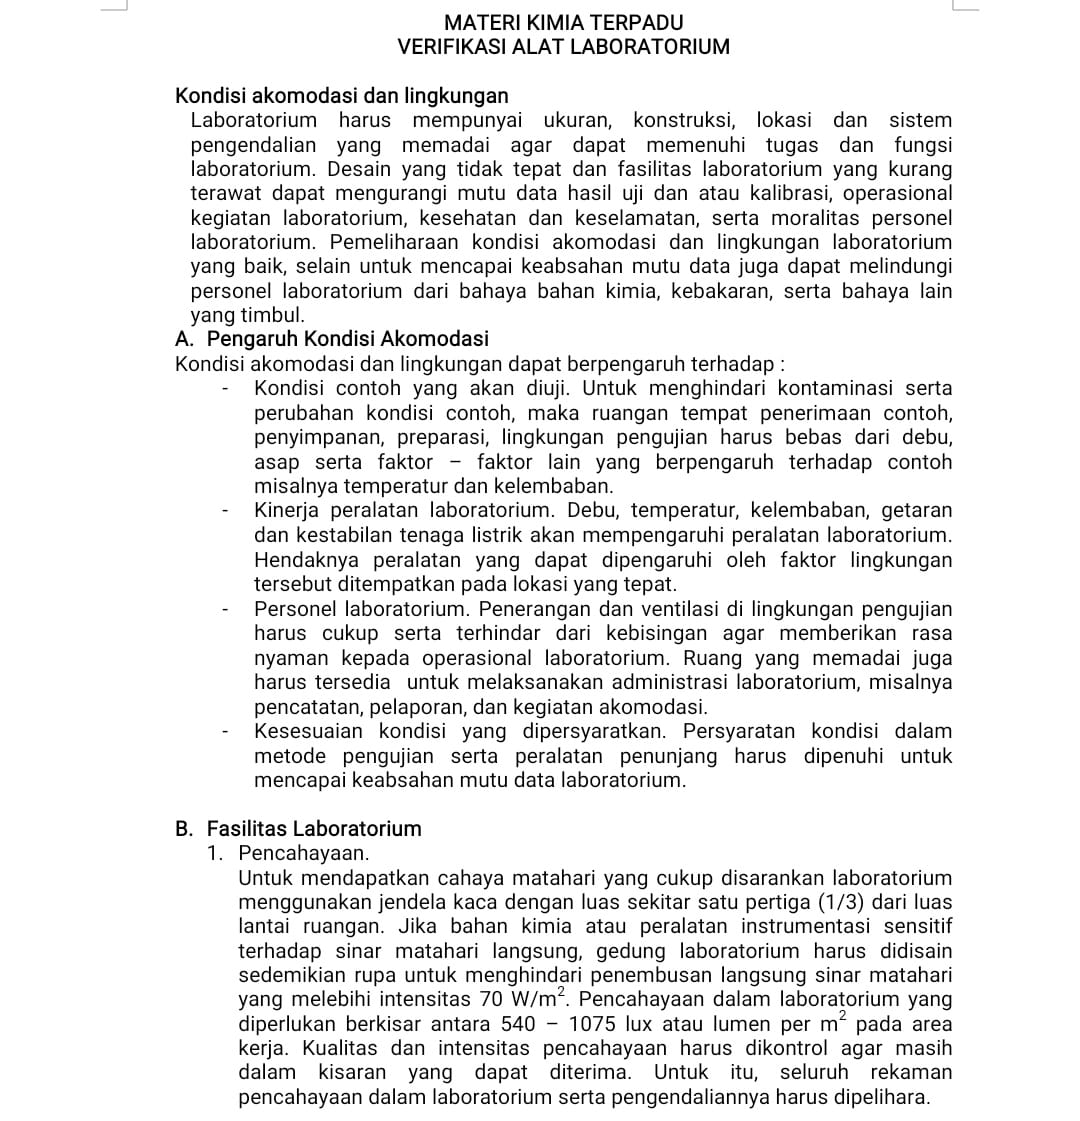 MATERI KIMIA TERPADU
VERIFIKASI ALAT LABORATORIUM
Kondisi akomodasi dan lingkungan
Laboratorium harus mempunyai ukuran, konstruksi, lokasi dan sistem
pengendalian yang memadai agar dapat memenuhi tugas dan fungsi
laboratorium. Desain yang tidak tepat dan fasilitas laboratorium yang kurang
terawat dapat mengurangi mutu data hasil uji dan atau kalibrasi, operasional
kegiatan laboratorium, kesehatan dan keselamatan, serta moralitas personel
laboratorium. Pemeliharaan kondisi akomodasi dan lingkungan laboratorium
yang baik, selain untuk mencapai keabsahan mutu data juga dapat melindungi
personel laboratorium dari bahaya bahan kimia, kebakaran, serta bahaya lain
yang timbul.
A. Pengaruh Kondisi Akomodasi
Kondisi akomodasi dan lingkungan dapat berpengaruh terhadap :
- Kondisi contoh yang akan diuji. Untuk menghindari kontaminasi serta
perubahan kondisi contoh, maka ruangan tempat penerimaan contoh,
penyimpanan, preparasi, lingkungan pengujian harus bebas dari debu,
asap serta faktor – faktor lain yang berpengaruh terhadap contoh
misalnya temperatur dan kelembaban.
- Kinerja peralatan laboratorium. Debu, temperatur, kelembaban, getaran
dan kestabilan tenaga listrik akan mempengaruhi peralatan laboratorium.
Hendaknya peralatan yang dapat dipengaruhi oleh faktor lingkungan
tersebut ditempatkan pada lokasi yang tepat.
- Personel laboratorium. Penerangan dan ventilasi di lingkungan pengujian
harus cukup serta terhindar dari kebisingan agar memberikan rasa
nyaman kepada operasional laboratorium. Ruang yang memadai juga
harus tersedia untuk melaksanakan administrasi laboratorium, misalnya
pencatatan, pelaporan, dan kegiatan akomodasi.
- Kesesuaian kondisi yang dipersyaratkan. Persyaratan kondisi dalam
metode pengujian serta peralatan penunjang harus dipenuhi untuk
mencapai keabsahan mutu data laboratorium.
B. Fasilitas Laboratorium
1. Pencahayaan.
Untuk mendapatkan cahaya matahari yang cukup disarankan laboratorium
menggunakan jendela kaca dengan luas sekitar satu pertiga (1/3) dari luas
lantai ruangan. Jika bahan kimia atau peralatan instrumentasi sensitif
terhadap sinar matahari langsung, gedung laboratorium harus didisain
sedemikian rupa untuk menghindari penembusan langsung sinar matahari
yang melebihi intensitas 70 W/m². Pencahayaan dalam laboratorium yang
diperlukan berkisar antara 540 – 1075 lux atau lumen per m² pada area
kerja. Kualitas dan intensitas pencahayaan harus dikontrol agar masih
dalam kisaran yang dapat diterima. Untuk itu, seluruh rekaman
pencahayaan dalam laboratorium serta pengendaliannya harus dipelihara.